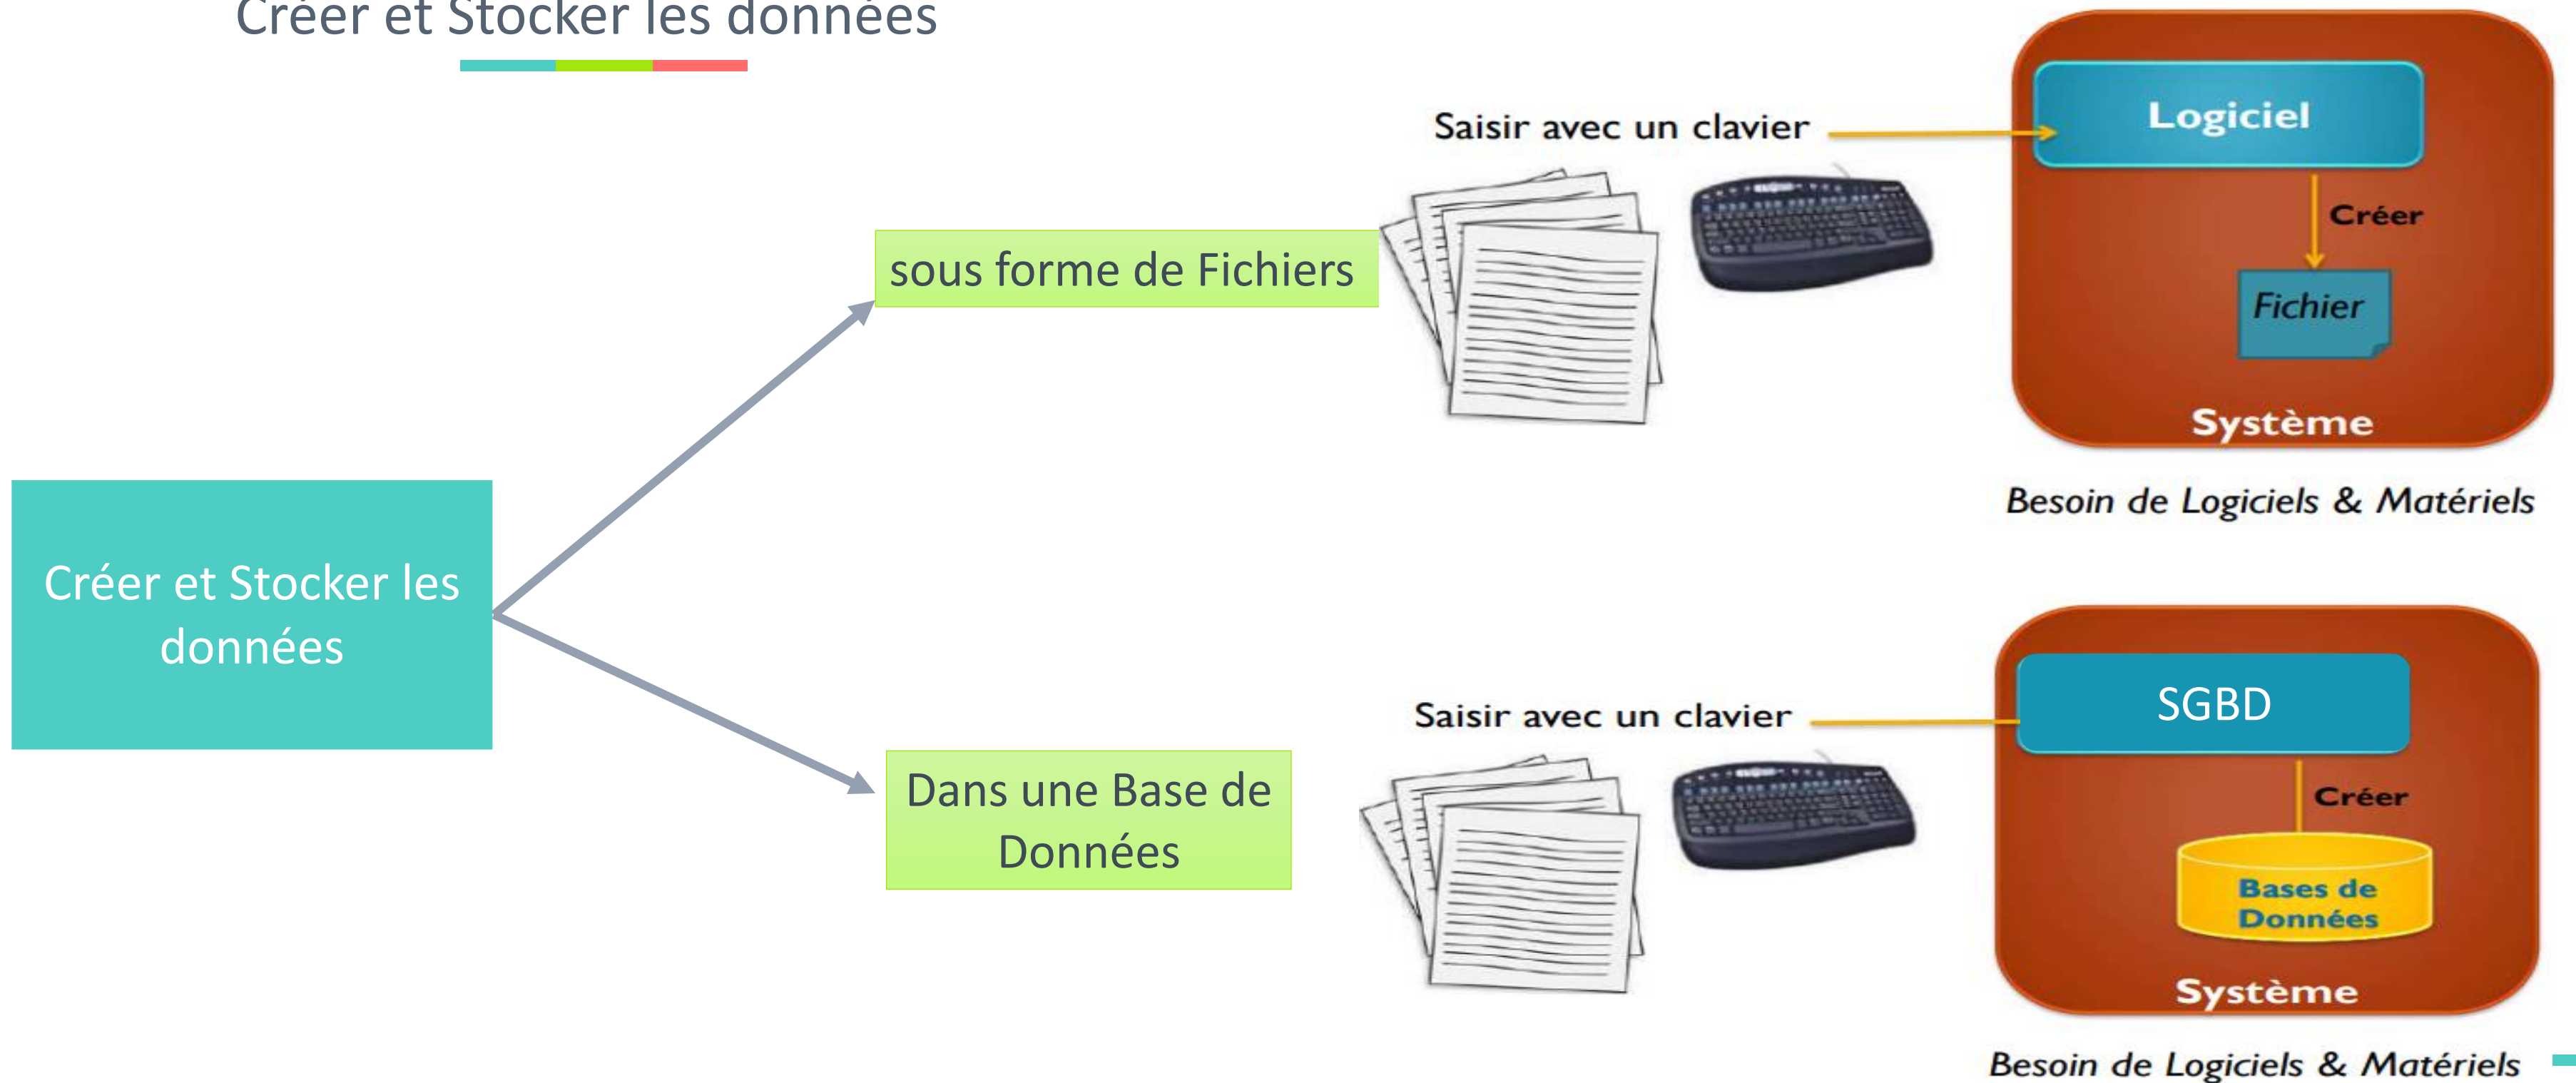 Créer et Stocker les données
Saisir avec un clavier
Logiciel
Créer
Fichier
Système
Besoin de Logiciels & Matériels
sous forme de Fichiers
Créer et Stocker les
données
Dans une Base de
Données
Saisir avec un clavier
SGBD
Créer
Bases de
Données
Système
Besoin de Logiciels & Matériels